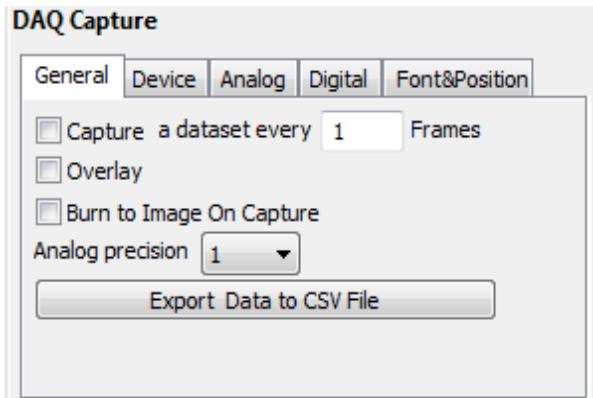 DAQ Capture
General Device Analog Digital Font&Position
Capture a dataset every 1 Frames
Overlay
Burn to Image On Capture
Analog precision 1
Export Data to CSV File